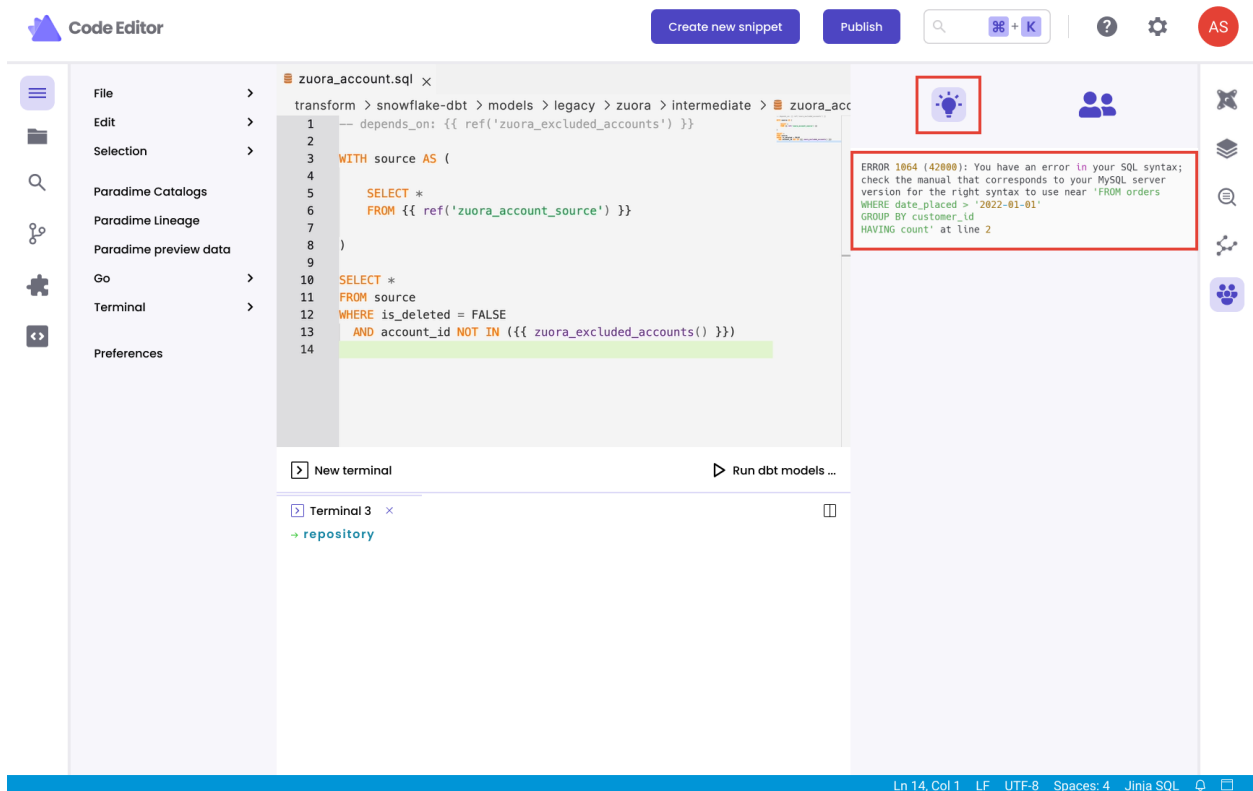 Code Editor
Create new snippet
Publish
⌘ + K
AS
File
Edit
Selection
Paradime Catalogs
Paradime Lineage
Paradime preview data
Go
Terminal
Preferences
zuora_account.sql
transform > snowflake-dbt > models > legacy > zuora > intermediate > zuora_acc
1 -- depends_on: {{ ref('zuora_excluded_accounts') }}
2
3 WITH source AS (
4
5 SELECT *
6 FROM {{ ref('zuora_account_source') }}
7
8 )
9
10 SELECT *
11 FROM source
12 WHERE is_deleted = FALSE
13 AND account_id NOT IN ({{ zuora_excluded_accounts() }})
14
New terminal
Run dbt models ...
Terminal 3
→ repository
ERROR 1064 (42000): You have an error in your SQL syntax;
check the manual that corresponds to your MySQL server
version for the right syntax to use near 'FROM orders
WHERE date_placed > '2022-01-01'
GROUP BY customer_id
HAVING count' at line 2
Ln 14, Col 1 LF UTF-8 Spaces: 4 Jinja SQL